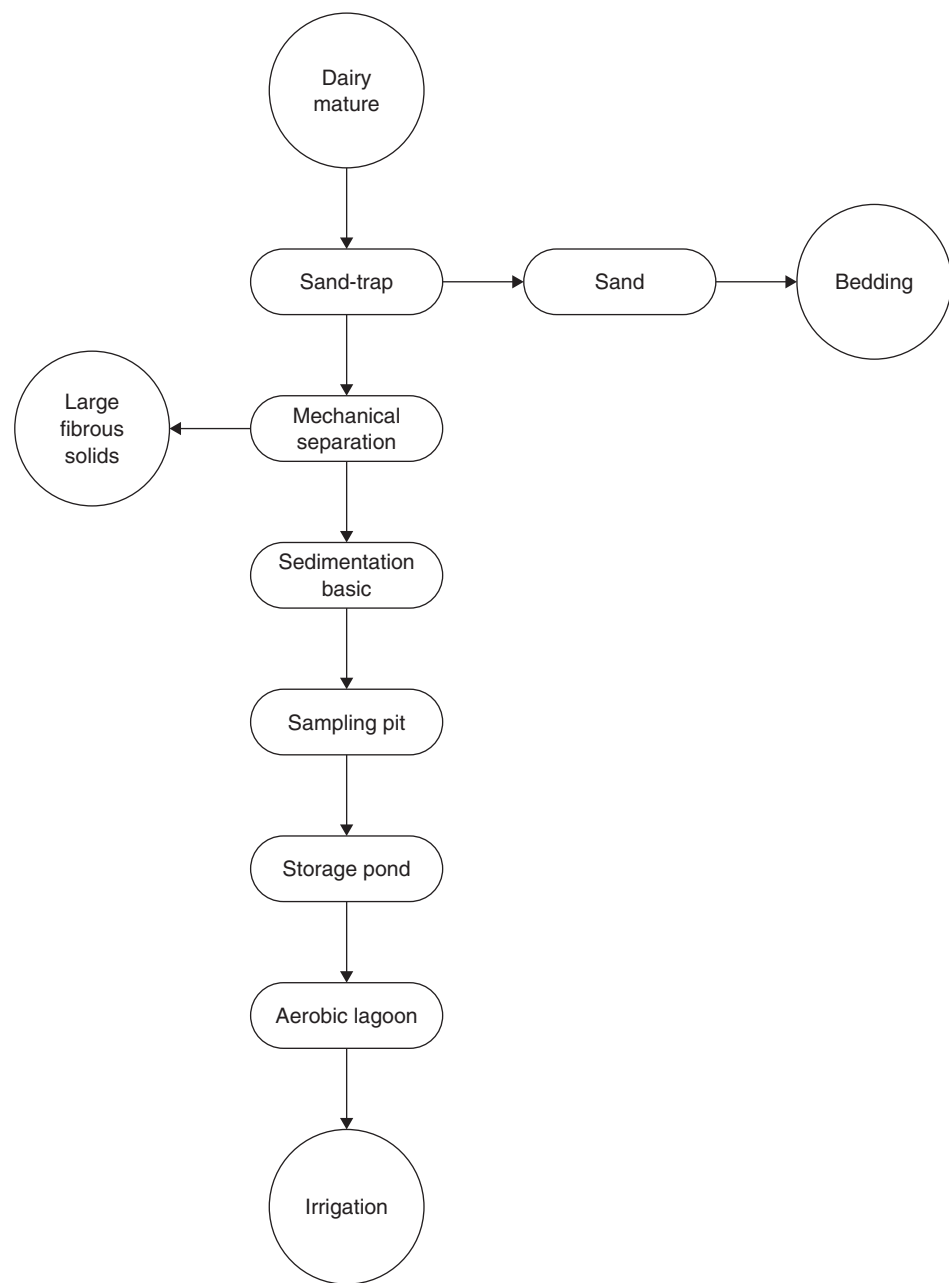 Dairy
mature
Sand-trap
Sand
Bedding
Large
fibrous
solids
Mechanical
separation
Sedimentation
basic
Sampling pit
Storage pond
Aerobic lagoon
Irrigation